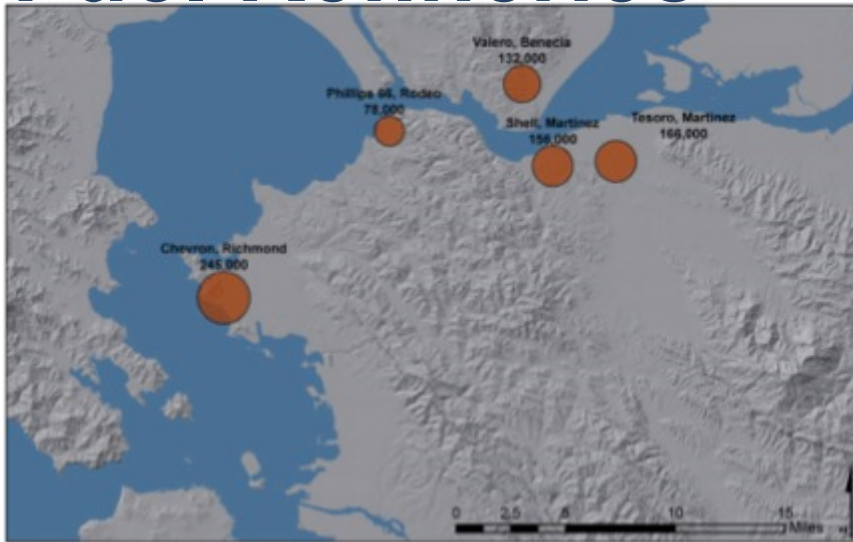 Valero, Benecia
132,000
Phillips 66, Rodeo
78,000
Shell, Martinez
156,000
Tesoro, Martinez
166,000
Chevron, Richmond
245,000
0 2.5 5 10 15
Miles
N